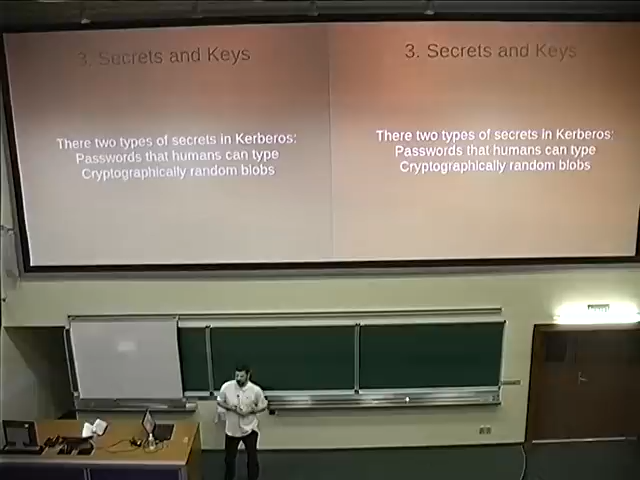 3. Secrets and Keys
There two types of secrets in Kerberos:
Passwords that humans can type
Cryptographically random blobs
3. Secrets and Keys
There two types of secrets in Kerberos:
Passwords that humans can type
Cryptographically random blobs